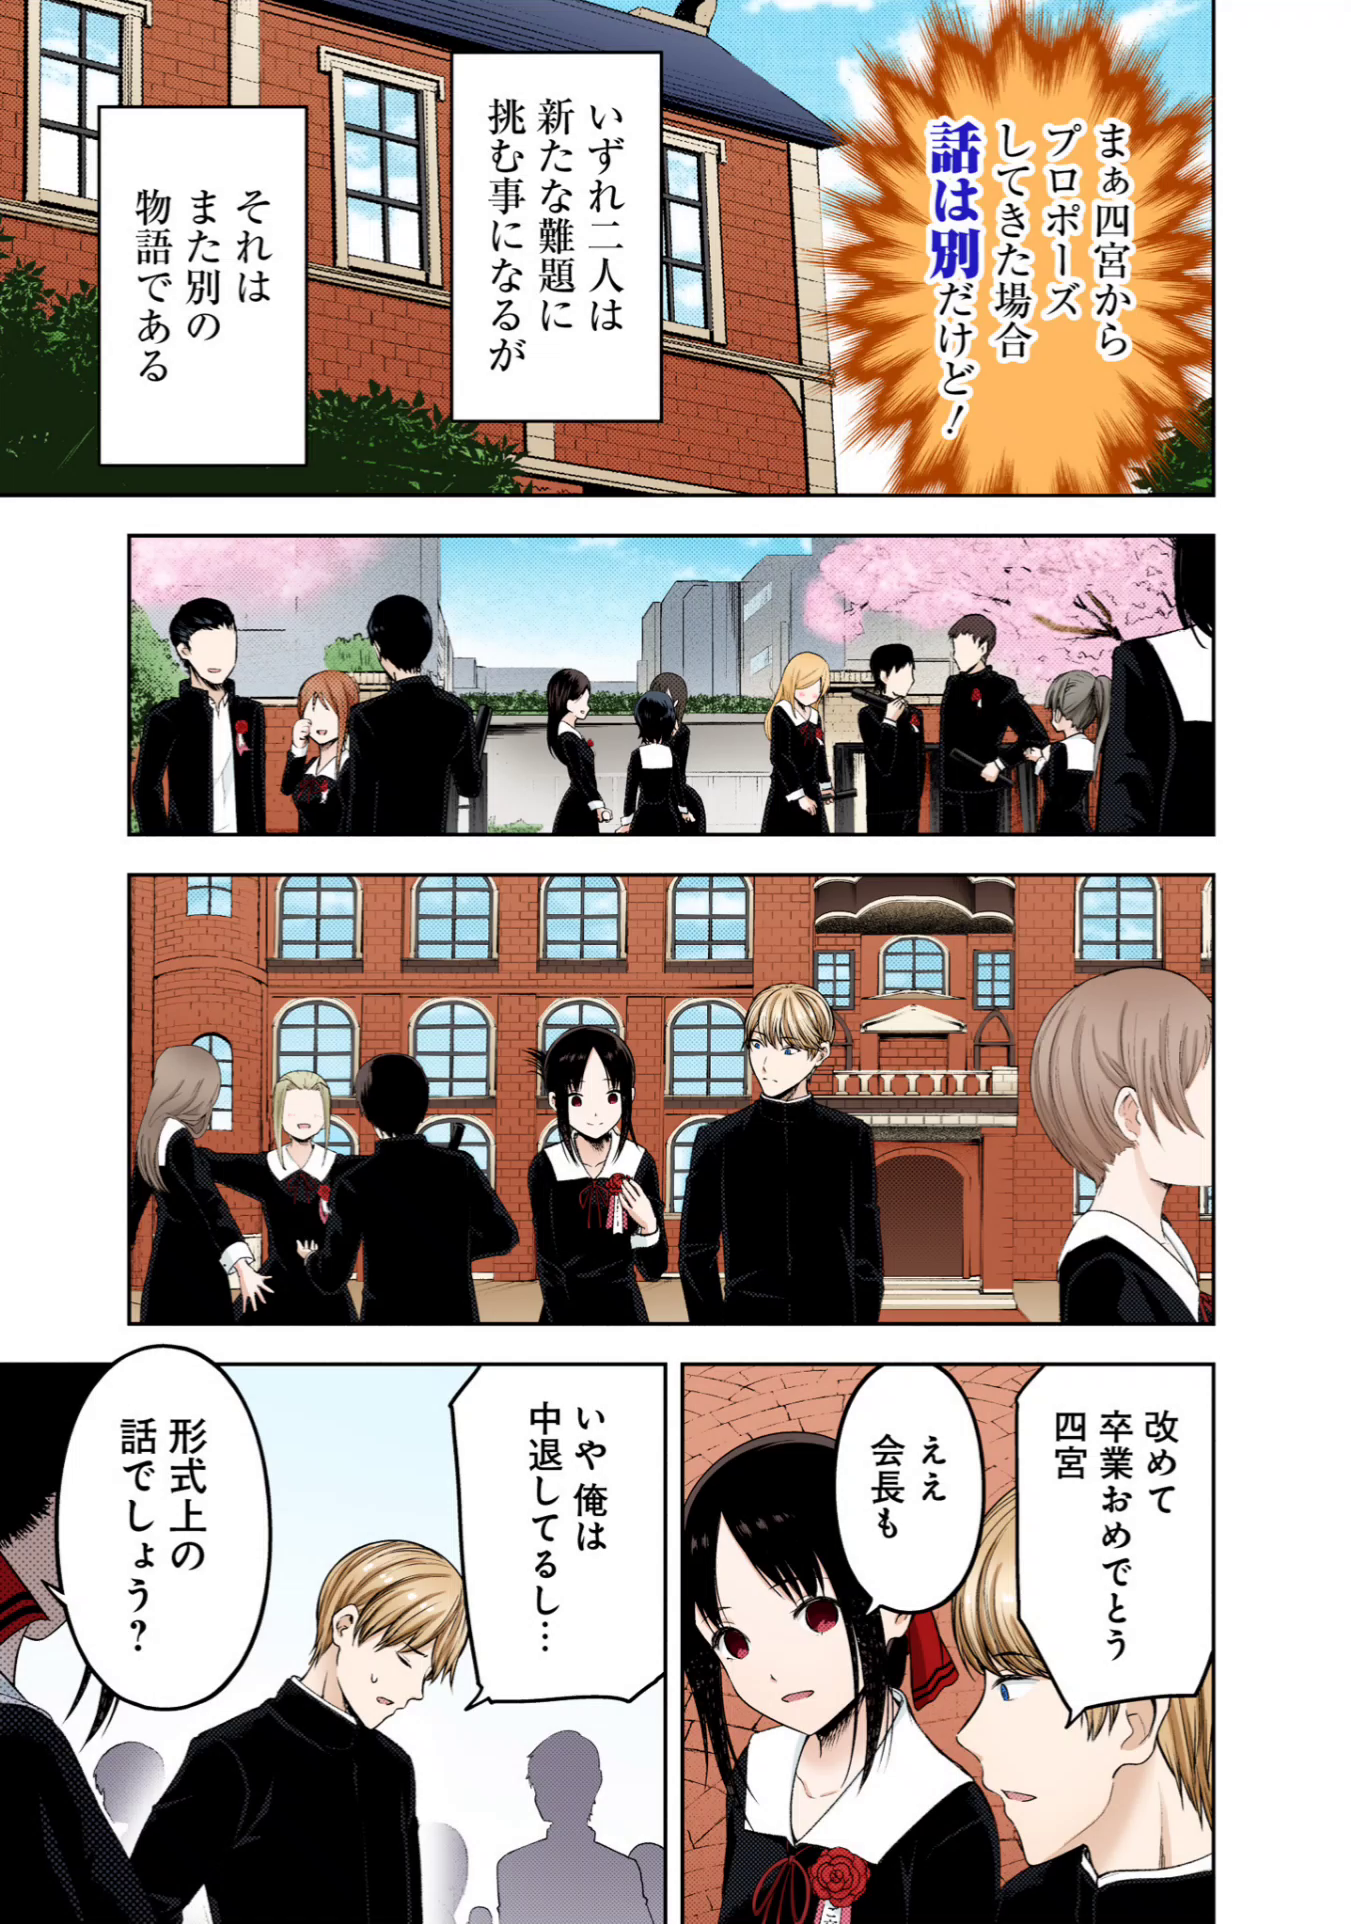 まぁ四宮から
プロポーズ
してきた場合
話は別だけど！
いずれ二人は
新たな難題に
挑む事になるが
それは
また別の
物語である
改めて
卒業おめでとう
四宮
ええ
会長も
いや俺は
中退してるし…
形式上の
話でしょう？